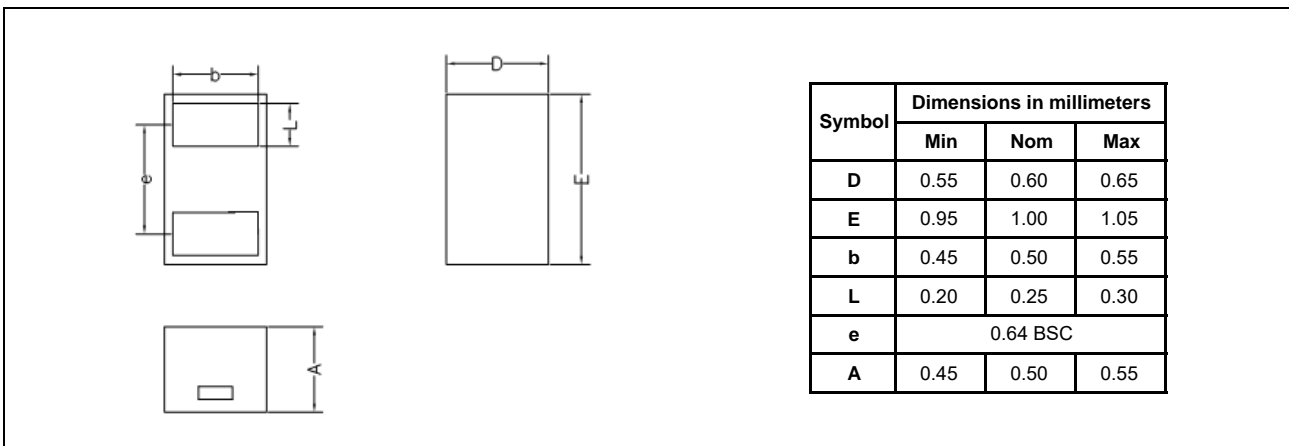 b
L
e
D
E
A
Symbol Dimensions in millimeters
Min Nom Max
D 0.55 0.60 0.65
E 0.95 1.00 1.05
b 0.45 0.50 0.55
L 0.20 0.25 0.30
e 0.64 BSC
A 0.45 0.50 0.55